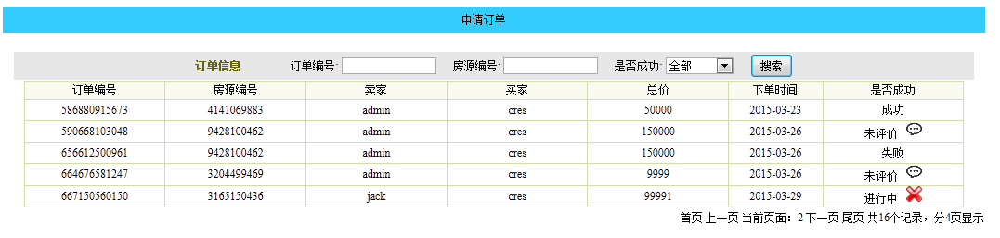 申请订单
订单信息 订单编号: 房源编号: 是否成功: 全部 搜索
订单编号 房源编号 卖家 买家 总价 下单时间 是否成功
586880915673 4141069883 admin cres 50000 2015-03-23 成功
590668103048 9428100462 admin cres 150000 2015-03-26 未评价
656612500961 9428100462 admin cres 150000 2015-03-26 失败
664676581247 3204499469 admin cres 9999 2015-03-26 未评价
667150560150 3165150436 jack cres 99991 2015-03-29 进行中
首页 上一页 当前页面：2 下一页 尾页 共16个记录，分4页显示